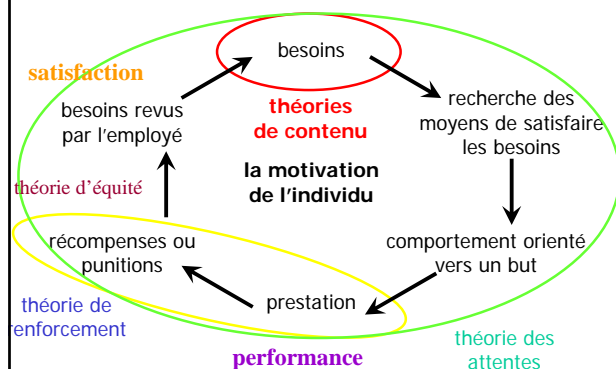 besoins
satisfaction
recherche des
moyens de satisfaire
les besoins
besoins revus
par l'employé
théories
de contenu
la motivation
de l'individu
théorie d'équité
récompenses ou
punitions
comportement orienté
vers un but
prestation
théorie de
renforcement
théorie des
attentes
performance